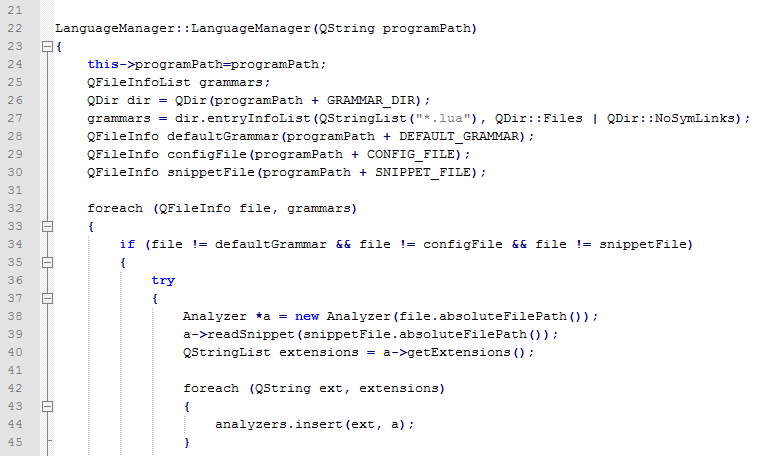 21
22 LanguageManager::LanguageManager(QString programPath)
23 {
24 this->programPath=programPath;
25 QFileInfoList grammars;
26 QDir dir = QDir(programPath + GRAMMAR_DIR);
27 grammars = dir.entryInfoList(QStringList("*.lua"), QDir::Files | QDir::NoSymLinks);
28 QFileInfo defaultGrammar(programPath + DEFAULT_GRAMMAR);
29 QFileInfo configFile(programPath + CONFIG_FILE);
30 QFileInfo snippetFile(programPath + SNIPPET_FILE);
31
32 foreach (QFileInfo file, grammars)
33 {
34 if (file != defaultGrammar && file != configFile && file != snippetFile)
35 {
36 try
37 {
38 Analyzer *a = new Analyzer(file.absoluteFilePath());
39 a->readSnippet(snippetFile.absoluteFilePath());
40 QStringList extensions = a->getExtensions();
41
42 foreach (QString ext, extensions)
43 {
44 analyzers.insert(ext, a);
45 }